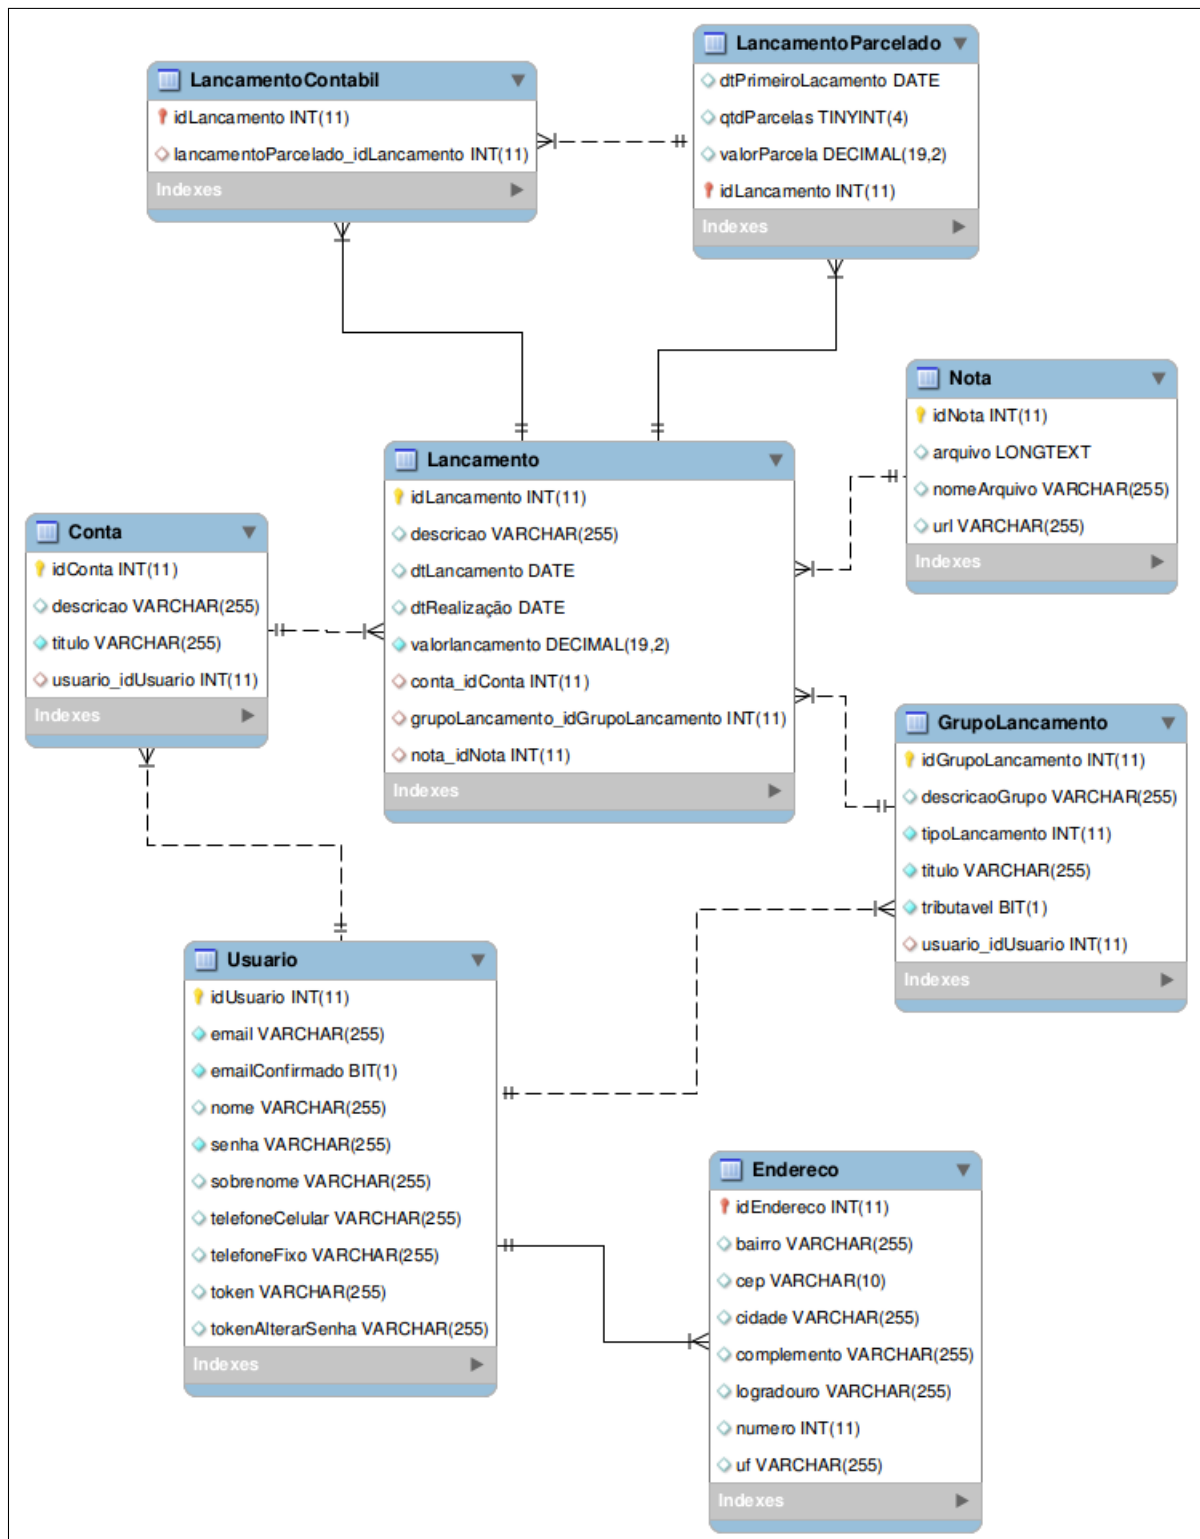 LancamentoContabil
idLancamento INT(11)
lancamentoParcelado_idLancamento INT(11)
Indexes
LancamentoParcelado
dtPrimeiroLacamento DATE
qtdParcelas TINYINT(4)
valorParcela DECIMAL(19,2)
idLancamento INT(11)
Indexes
Nota
idNota INT(11)
arquivo LONGTEXT
nomeArquivo VARCHAR(255)
url VARCHAR(255)
Indexes
Lancamento
idLancamento INT(11)
descricao VARCHAR(255)
dtLancamento DATE
dtRealização DATE
valorlancamento DECIMAL(19,2)
conta_idConta INT(11)
grupoLancamento_idGrupoLancamento INT(11)
nota_idNota INT(11)
Indexes
Conta
idConta INT(11)
descricao VARCHAR(255)
titulo VARCHAR(255)
usuario_idUsuario INT(11)
Indexes
GrupoLancamento
idGrupoLancamento INT(11)
descricaoGrupo VARCHAR(255)
tipoLancamento INT(11)
titulo VARCHAR(255)
tributavel BIT(1)
usuario_idUsuario INT(11)
Indexes
Usuario
idUsuario INT(11)
email VARCHAR(255)
emailConfirmado BIT(1)
nome VARCHAR(255)
senha VARCHAR(255)
sobrenome VARCHAR(255)
telefoneCelular VARCHAR(255)
telefoneFixo VARCHAR(255)
token VARCHAR(255)
tokenAlterarSenha VARCHAR(255)
Indexes
Endereco
idEndereco INT(11)
bairro VARCHAR(255)
cep VARCHAR(10)
cidade VARCHAR(255)
complemento VARCHAR(255)
logradouro VARCHAR(255)
numero INT(11)
uf VARCHAR(255)
Indexes